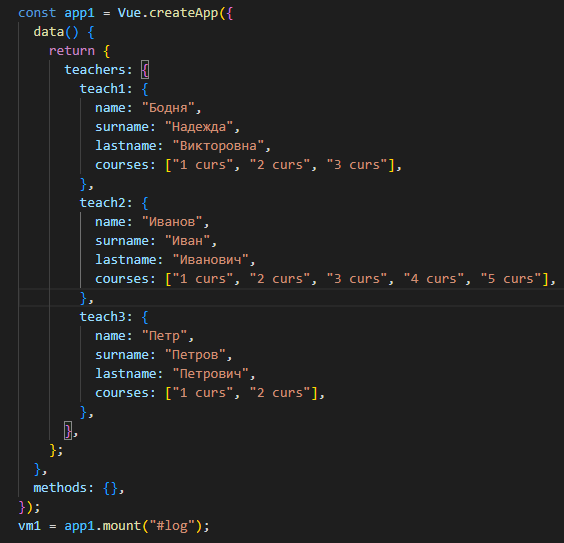 const app1 = Vue.createApp({
  data() {
    return {
      teachers: {
        teach1: {
          name: "Бодня",
          surname: "Надежда",
          lastname: "Викторовна",
          courses: ["1 curs", "2 curs", "3 curs"],
        },
        teach2: {
          name: "Иванов",
          surname: "Иван",
          lastname: "Иванович",
          courses: ["1 curs", "2 curs", "3 curs", "4 curs", "5 curs"],
        },
        teach3: {
          name: "Петр",
          surname: "Петров",
          lastname: "Петрович",
          courses: ["1 curs", "2 curs"],
        },
      },
    };
  },
  methods: {},
});
vm1 = app1.mount("#log");